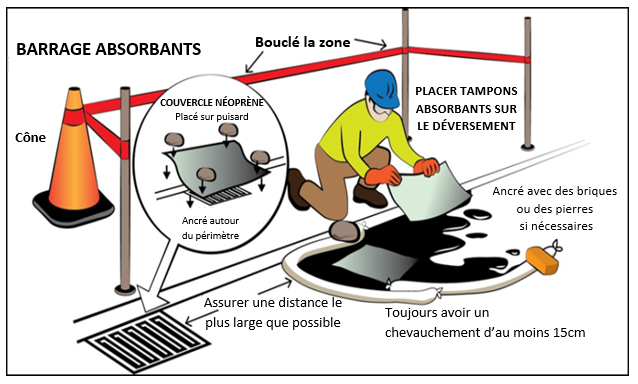 BARRAGE ABSORBANTS
Bouclé la zone
Cône
COUVERCLE NÉOPRÈNE
Placé sur puisard
Ancré autour
du périmètre
PLACER TAMPONS
ABSORBANTS SUR
LE DÉVERSEMENT
Ancré avec des briques
ou des pierres
si nécessaires
Assurer une distance le
plus large que possible
Toujours avoir un
chevauchement d'au moins 15cm